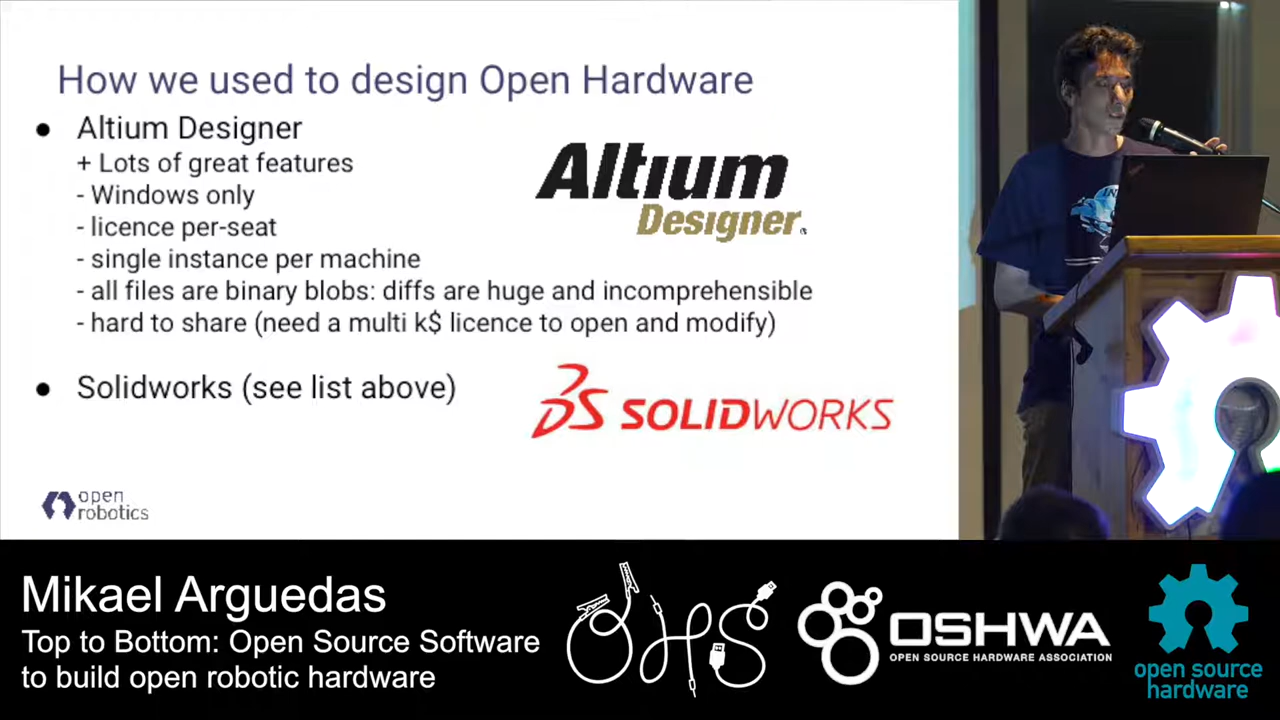 How we used to design Open Hardware
● Altium Designer
+ Lots of great features
- Windows only
- licence per-seat
- single instance per machine
- all files are binary blobs: diffs are huge and incomprehensible
- hard to share (need a multi k$ licence to open and modify)
● Solidworks (see list above)
Altium
Designer
SOLIDWORKS
open
robotics
Mikael Arguedas
Top to Bottom: Open Source Software
to build open robotic hardware
OHS
OSHWA
OPEN SOURCE HARDWARE ASSOCIATION
open source
hardware